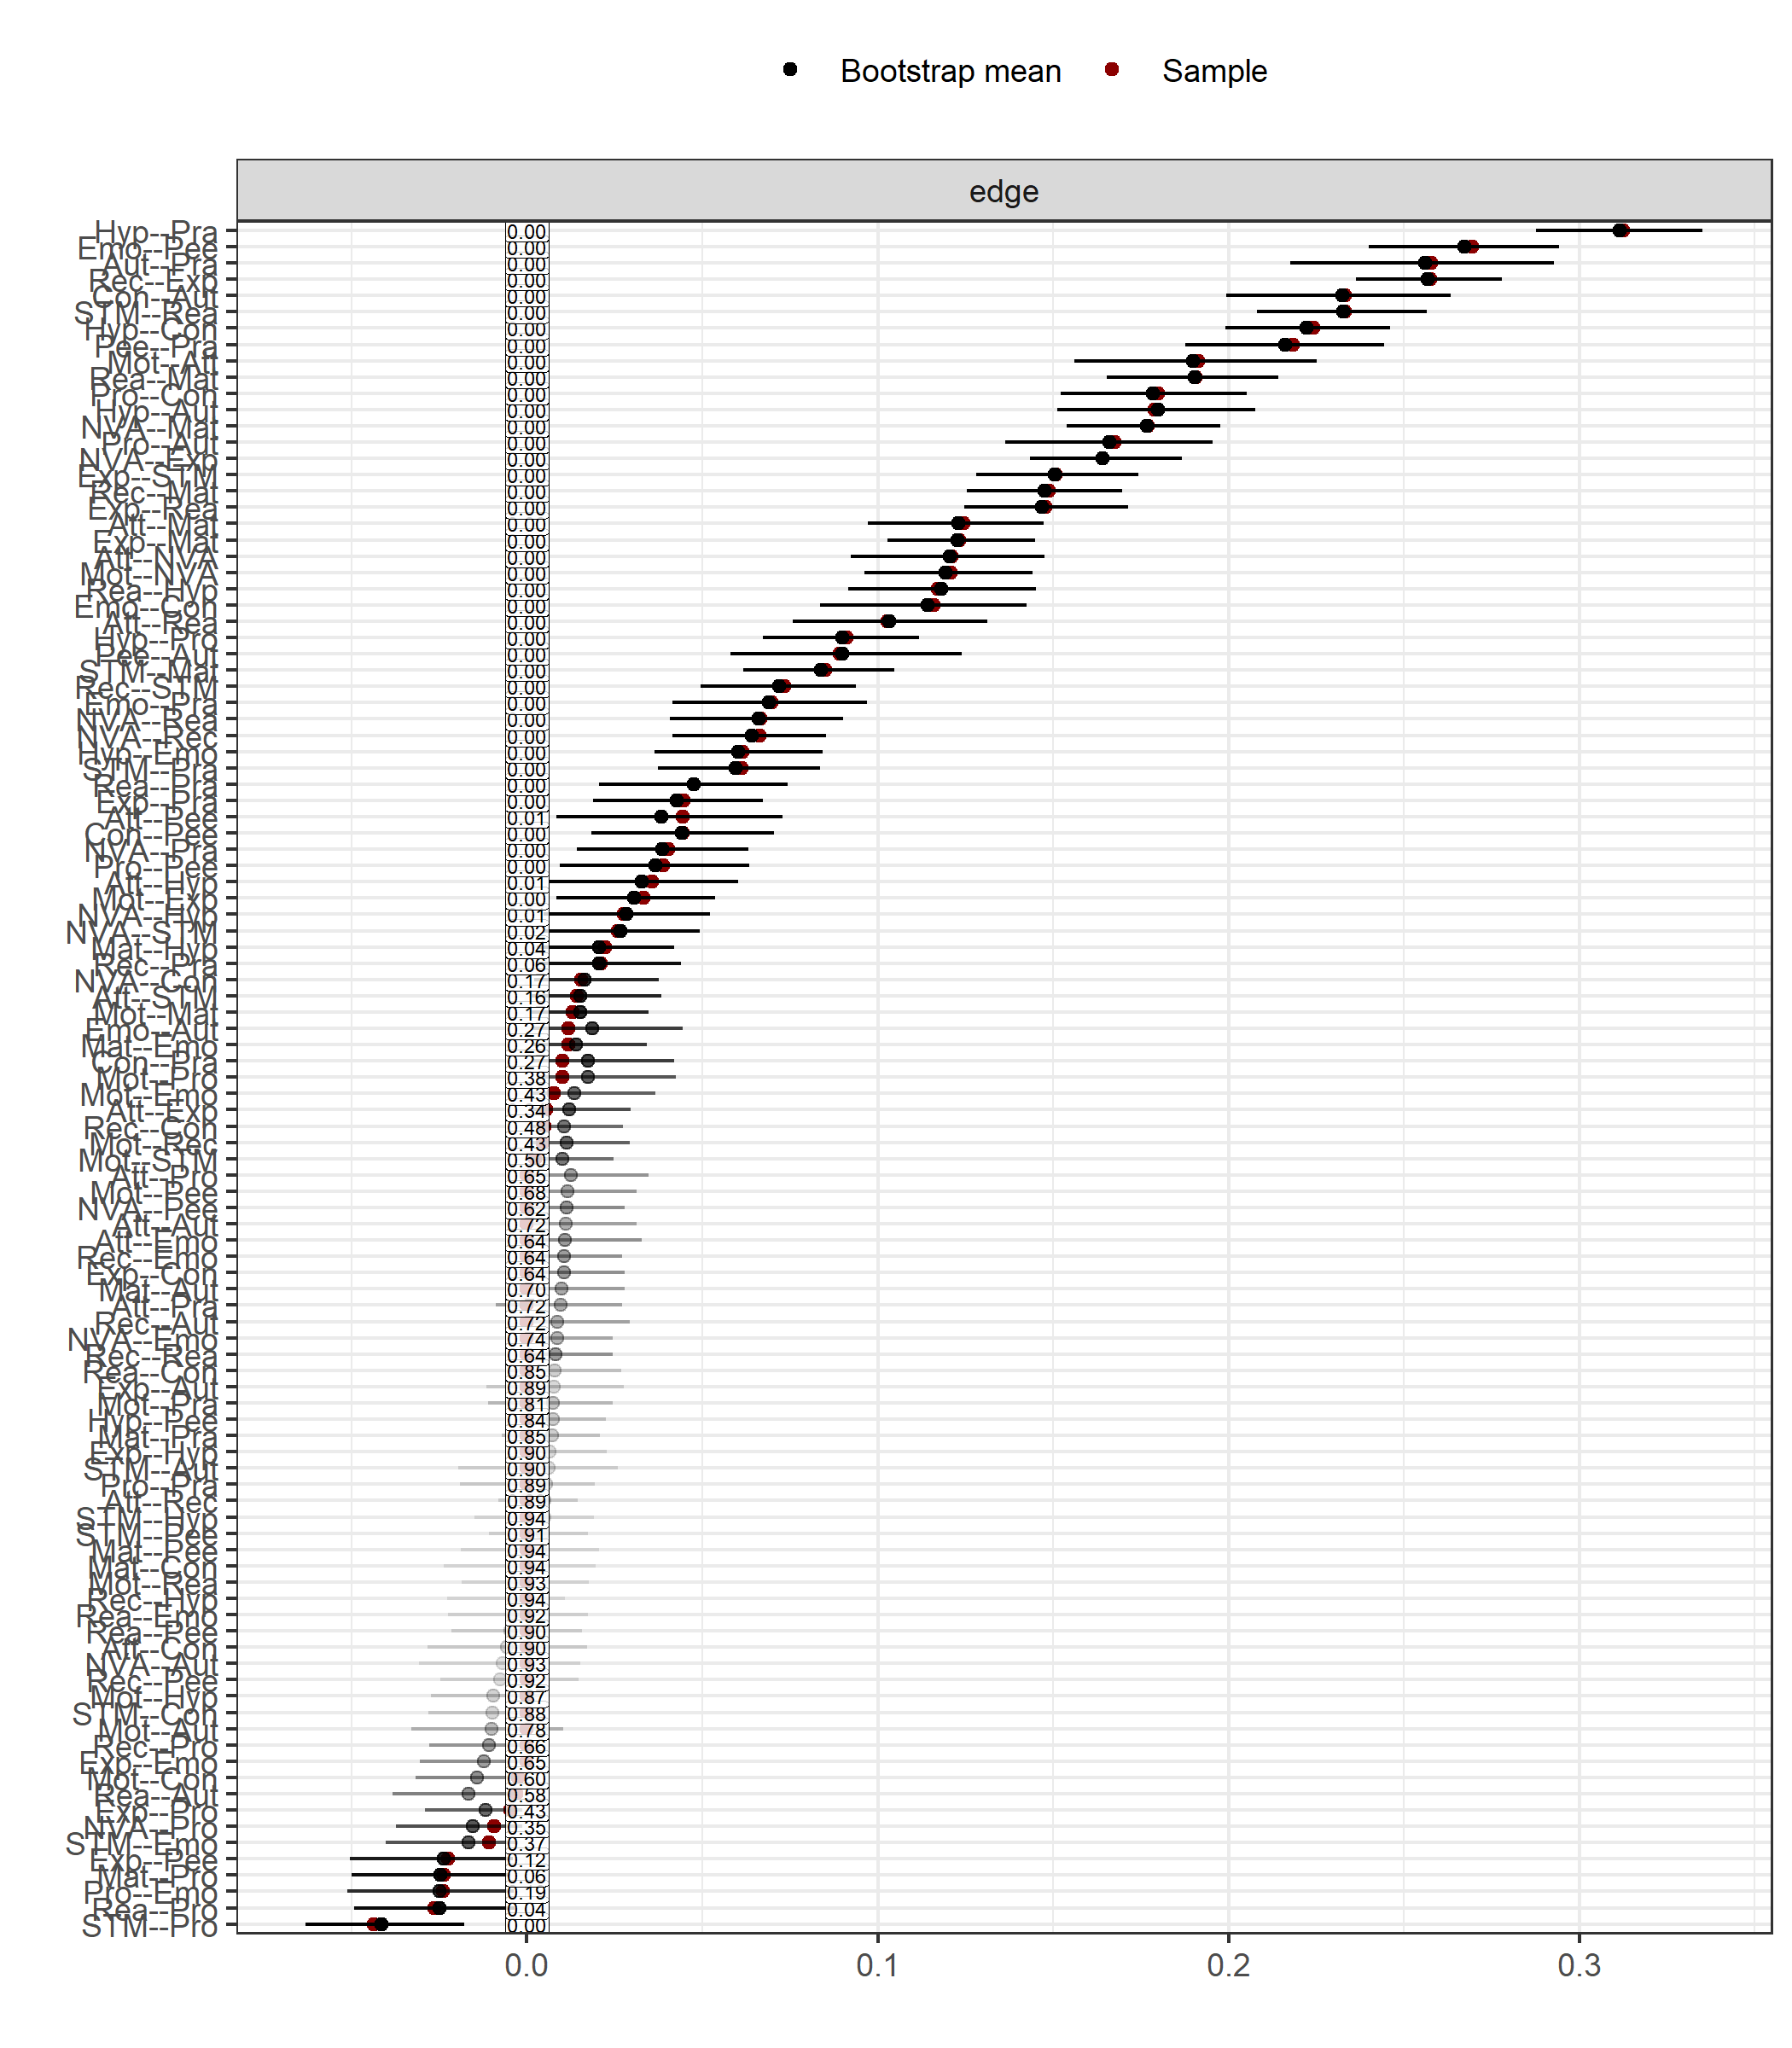 Bootstrap mean Sample
edge
Hyp--Pra 0.00
Emo--Pee 0.00
Aut--Pra 0.00
Rec--Exp 0.00
Con--Aut 0.00
STM--Rea 0.00
Hyp--Con 0.00
Pee--Pra 0.00
Mot--Att 0.00
Rea--Mat 0.00
Pro--Con 0.00
Hyp--Aut 0.00
NVA--Mat 0.00
Pro--Aut 0.00
NVA--Exp 0.00
Exp--STM 0.00
Rec--Mat 0.00
Exp--Rea 0.00
Att--Mat 0.00
Exp--Mat 0.00
Att--NVA 0.00
Mot--NVA 0.00
Rea--Hyp 0.00
Emo--Con 0.00
Att--Rea 0.00
Hyp--Pro 0.00
Pee--Aut 0.00
STM--Mat 0.00
Rec--STM 0.00
Emo--Pra 0.00
NVA--Rea 0.00
NVA--Rec 0.00
Hyp--Emo 0.00
STM--Pra 0.00
Rea--Pra 0.00
Exp--Pra 0.00
Att--Pee 0.01
Con--Pee 0.00
NVA--Pra 0.00
Pro--Pee 0.00
Att--Hyp 0.01
Mot--Exp 0.00
NVA--Hyp 0.01
NVA--STM 0.02
Mat--Hyp 0.04
Rec--Pra 0.06
NVA--Con 0.17
Att--STM 0.16
Mot--Mat 0.17
Emo--Aut 0.27
Mat--Emo 0.26
Con--Pra 0.27
Mot--Pro 0.38
Mot--Emo 0.43
Att--Exp 0.34
Rec--Con 0.48
Mot--Rec 0.43
Mot--STM 0.50
Att--Pro 0.65
Mot--Pee 0.68
NVA--Pee 0.62
Att--Aut 0.72
Att--Emo 0.64
Rec--Emo 0.64
Exp--Con 0.64
Mat--Aut 0.70
Att--Pra 0.72
Rec--Aut 0.72
NVA--Emo 0.74
Rec--Rea 0.64
Rea--Con 0.85
Exp--Aut 0.89
Mot--Pra 0.81
Hyp--Pee 0.84
Mat--Pra 0.85
Exp--Hyp 0.90
STM--Aut 0.90
Pro--Pra 0.89
Att--Rec 0.89
STM--Hyp 0.94
STM--Pee 0.91
Mat--Pee 0.94
Mat--Con 0.94
Mot--Rea 0.93
Rec--Hyp 0.94
Rea--Emo 0.92
Rea--Pee 0.90
Att--Con 0.90
NVA--Aut 0.93
Rec--Pee 0.92
Mot--Hyp 0.87
STM--Con 0.88
Mot--Aut 0.78
Rec--Pro 0.66
Exp--Emo 0.65
Mot--Con 0.60
Rea--Aut 0.58
Exp--Pro 0.43
NVA--Pro 0.35
STM--Emo 0.37
Exp--Pee 0.12
Mat--Pro 0.06
Pro--Emo 0.19
Rea--Pro 0.04
STM--Pro 0.00
0.0 0.1 0.2 0.3